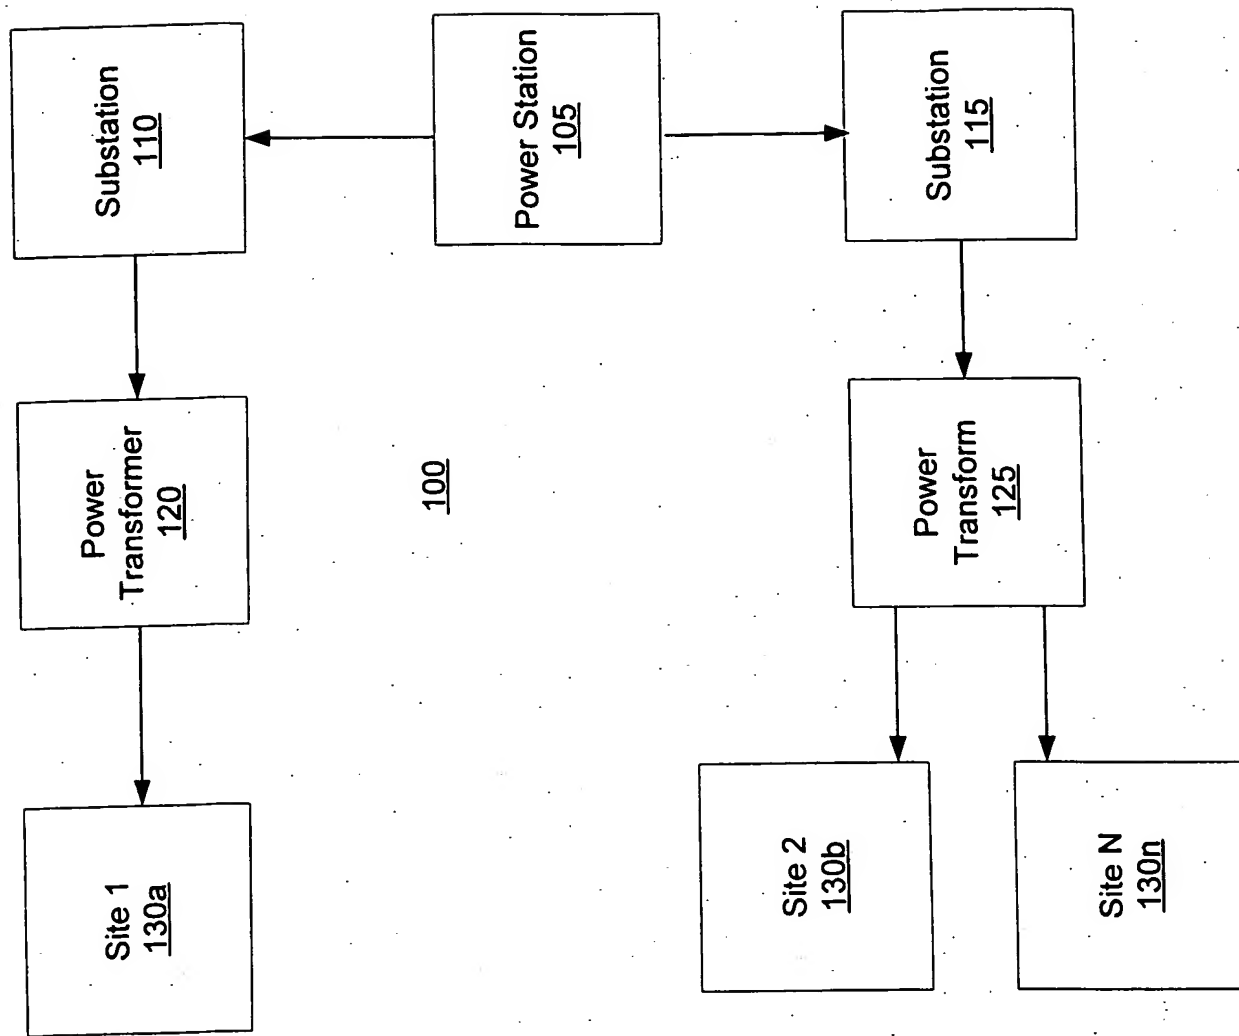 Substation
110
Power Station
105
Substation
115
Power
Transformer
120
100
Power
Transform
125
Site 1
130a
Site 2
130b
Site N
130n